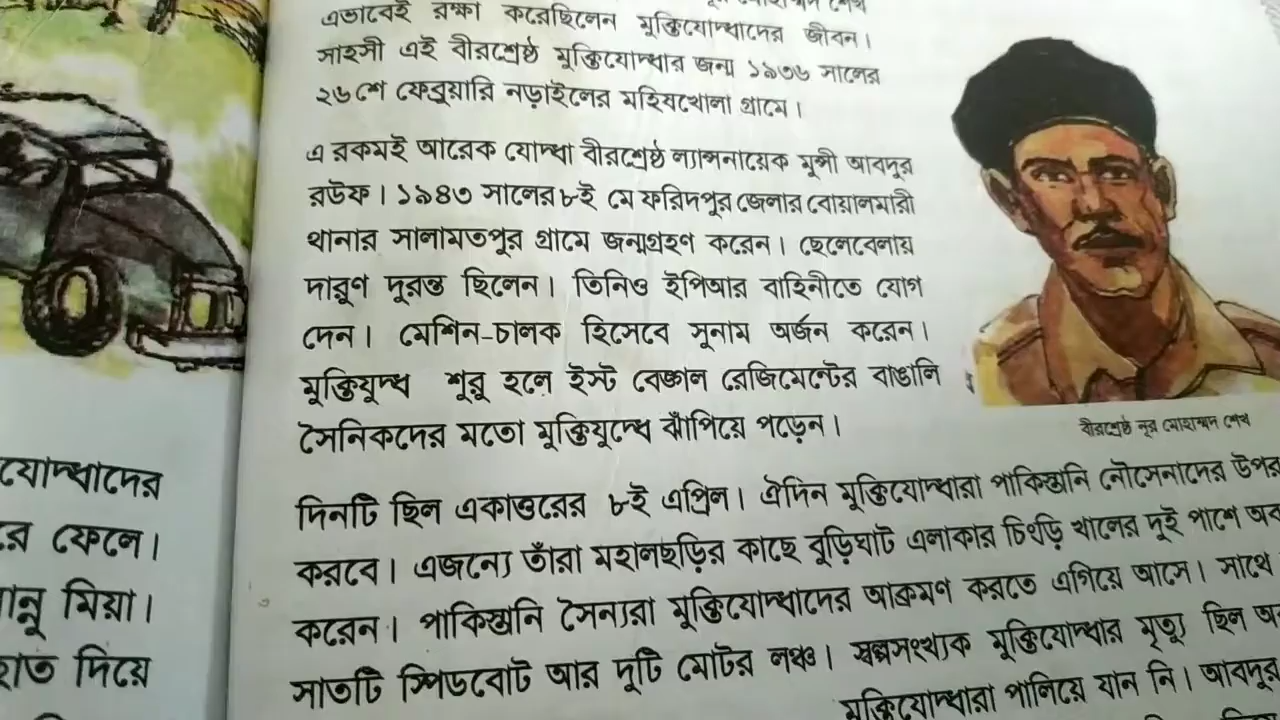 এভাবেই রক্ষা করেছিলেন মুক্তিযোদ্ধাদের জীবন।
সাহসী এই বীরশ্রেষ্ঠ মুক্তিযোদ্ধার জন্ম ১৯৩৬ সালের
২৬শে ফেব্রুয়ারি নড়াইলের মহিষখোলা গ্রামে।
এ রকমই আরেক যোদ্ধা বীরশ্রেষ্ঠ ল্যান্সনায়েক মুন্সী আবদুর
রউফ। ১৯৪৩ সালের ৮ই মে ফরিদপুর জেলার বোয়ালমারী
থানার সালামতপুর গ্রামে জন্মগ্রহণ করেন। ছেলেবেলায়
দারুণ দুরন্ত ছিলেন। তিনিও ইপিআর বাহিনীতে যোগ
দেন। মেশিন-চালক হিসেবে সুনাম অর্জন করেন।
মুক্তিযুদ্ধ শুরু হলে ইস্ট বেঙ্গল রেজিমেন্টের বাঙালি
সৈনিকদের মতো মুক্তিযুদ্ধে ঝাঁপিয়ে পড়েন।
বীরশ্রেষ্ঠ নূর মোহাম্মদ শেখ
দিনটি ছিল একাত্তরের ৮ই এপ্রিল। ঐদিন মুক্তিযোদ্ধারা পাকিস্তানি নৌসেনাদের উপর
করবে। এজন্যে তাঁরা মহালছড়ির কাছে বুড়িঘাট এলাকার চিংড়ি খালের দুই পাশে অব
করেন। পাকিস্তানি সৈন্যরা মুক্তিযোদ্ধাদের আক্রমণ করতে এগিয়ে আসে। সাথে
সাতটি স্পিডবোট আর দুটি মোটর লঞ্চ। স্বল্পসংখ্যক মুক্তিযোদ্ধার মৃত্যু ছিল অ
মুক্তিযোদ্ধারা পালিয়ে যান নি। আবদুর
যোদ্ধাদের
রে ফেলে।
ান্নু মিয়া।
হাত দিয়ে